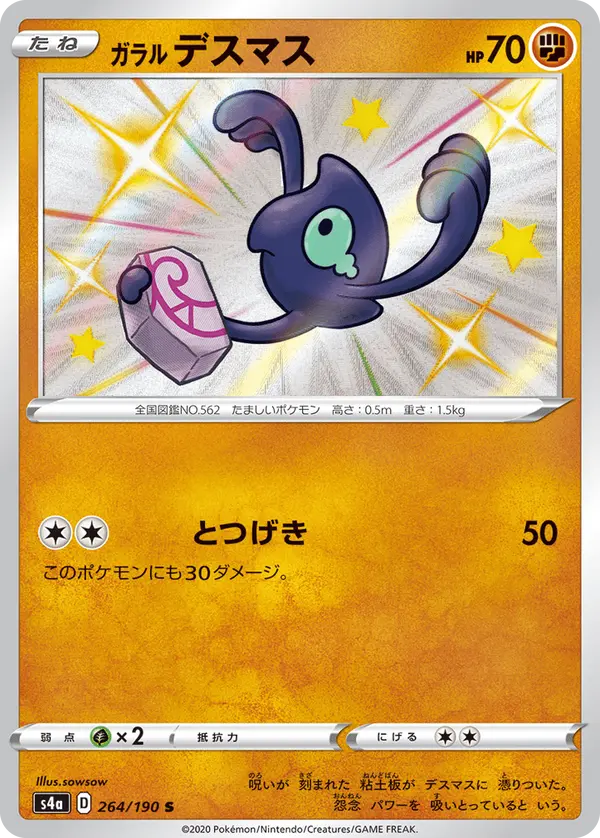 たね ガラル デスマス HP 70
全国図鑑NO.562 たましいポケモン 高さ:0.5m 重さ:1.5kg
とつげき 50
このポケモンにも30ダメージ。
弱点 ×2 抵抗力 にげる
Illus.sowsow
s4a D 264/190 S
呪いが 刻まれた 粘土板が デスマスに 憑りついた。
怨念 パワーを 吸いとっていると いう。
©2020 Pokémon/Nintendo/Creatures/GAME FREAK.